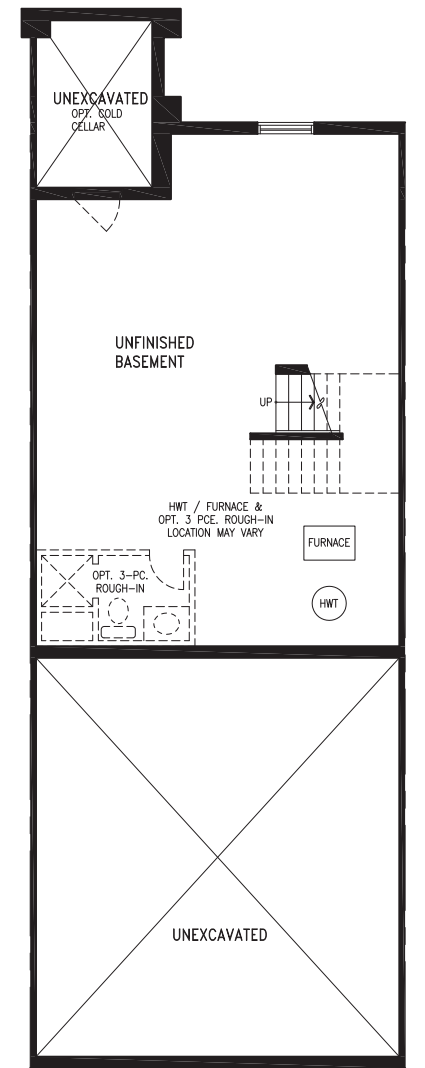 UNEXCAVATED
OPT. COLD
CELLAR
UNFINISHED
BASEMENT
UP
HWT / FURNACE &
OPT. 3 PCE. ROUGH-IN
LOCATION MAY VARY
FURNACE
OPT. 3-PC.
ROUGH-IN
HWT
UNEXCAVATED